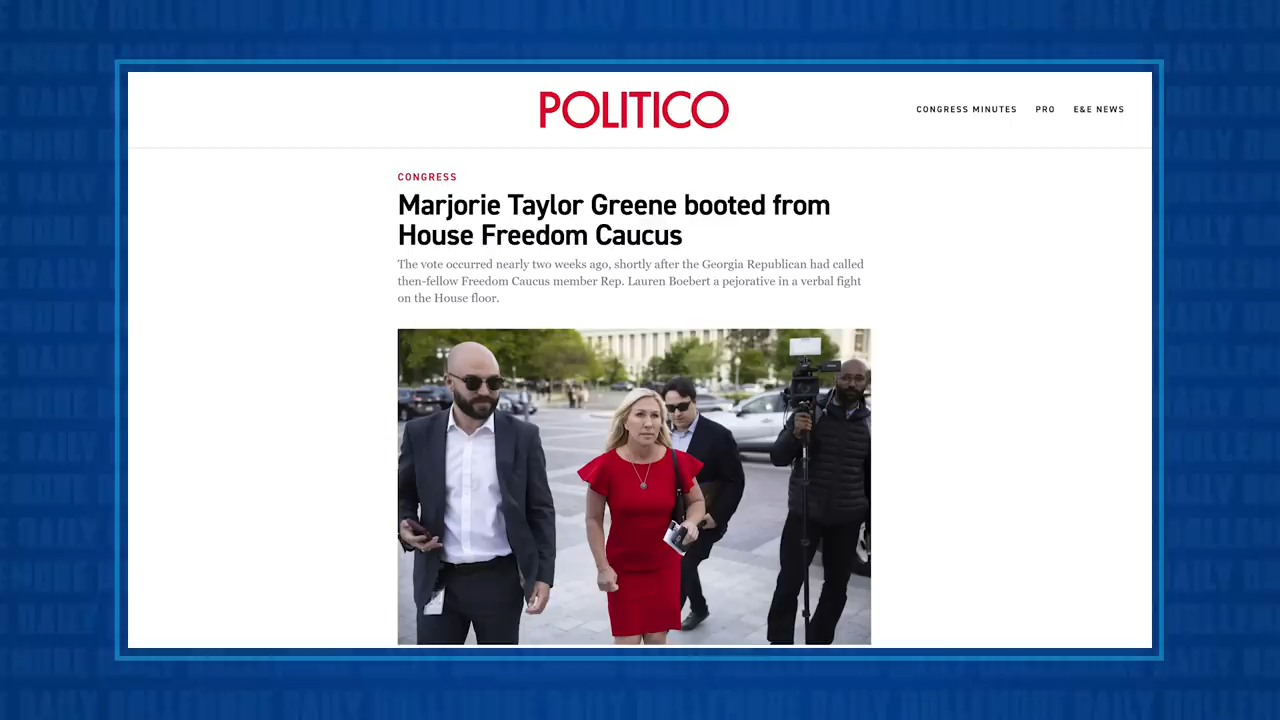 POLITICO
CONGRESS MINUTES PRO E&E NEWS
CONGRESS
Marjorie Taylor Greene booted from
House Freedom Caucus
The vote occurred nearly two weeks ago, shortly after the Georgia Republican had called
then-fellow Freedom Caucus member Rep. Lauren Boebert a pejorative in a verbal fight
on the House floor.